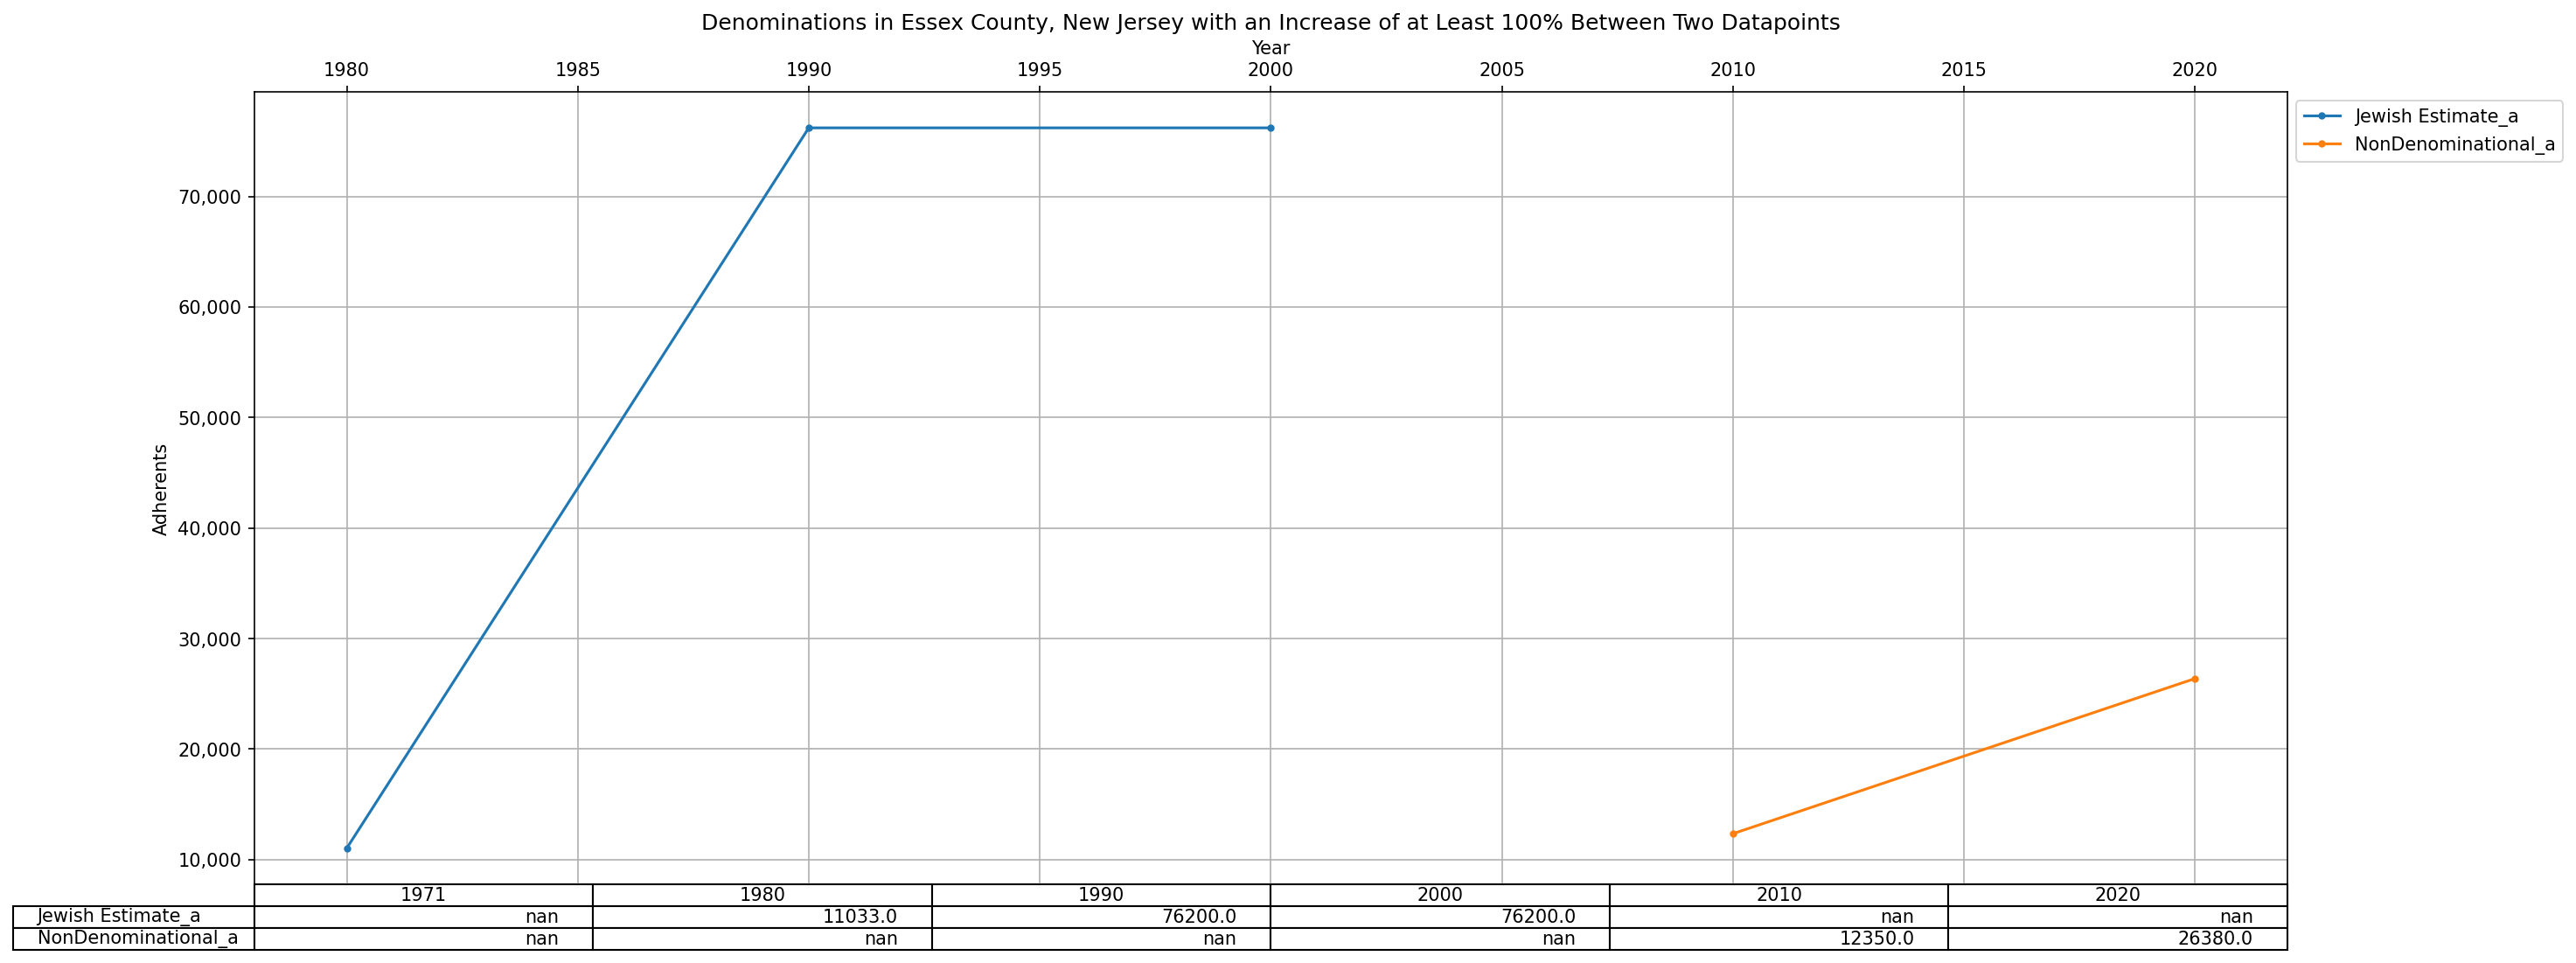 Denominations in Essex County, New Jersey with an Increase of at Least 100% Between Two Datapoints
Year
1980 1985 1990 1995 2000 2005 2010 2015 2020
Jewish Estimate_a
NonDenominational_a
Adherents
70,000
60,000
50,000
40,000
30,000
20,000
10,000
1971 1980 1990 2000 2010 2020
Jewish Estimate_a nan 11033.0 76200.0 76200.0 nan nan
NonDenominational_a nan nan nan nan 12350.0 26380.0